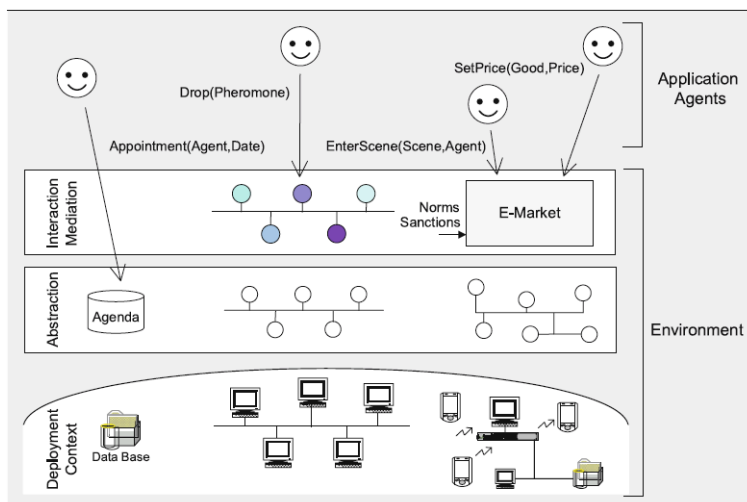 SetPrice(Good,Price)
Drop(Pheromone)
Application
Agents
Appointment(Agent,Date)
EnterScene(Scene,Agent)
Interaction
Mediation
Norms
Sanctions
E-Market
Abstraction
Agenda
Environment
Deployment
Context
Data Base